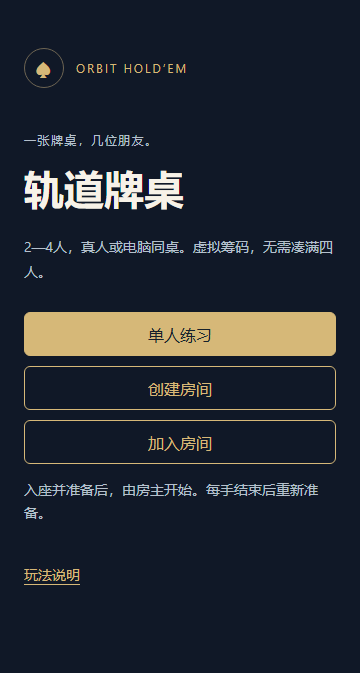 ORBIT HOLD'EM
一张牌桌，几位朋友。
轨道牌桌
2—4人，真人或电脑同桌。虚拟筹码，无需凑满四
人。
单人练习
创建房间
加入房间
入座并准备后，由房主开始。每手结束后重新准
备。
玩法说明